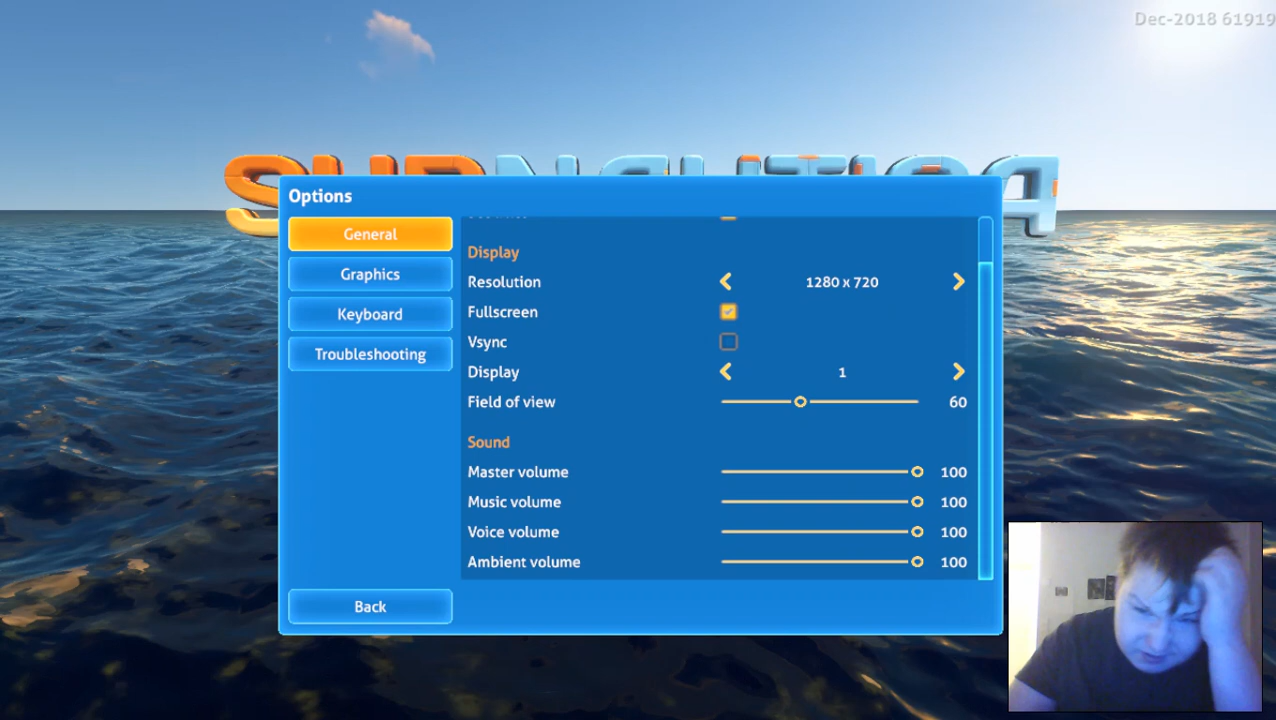 Dec-2018 61919
SUBNAUTICA
Options
General
Graphics
Keyboard
Troubleshooting
Back
Display
Resolution 1280 x 720
Fullscreen
Vsync
Display 1
Field of view 60
Sound
Master volume 100
Music volume 100
Voice volume 100
Ambient volume 100